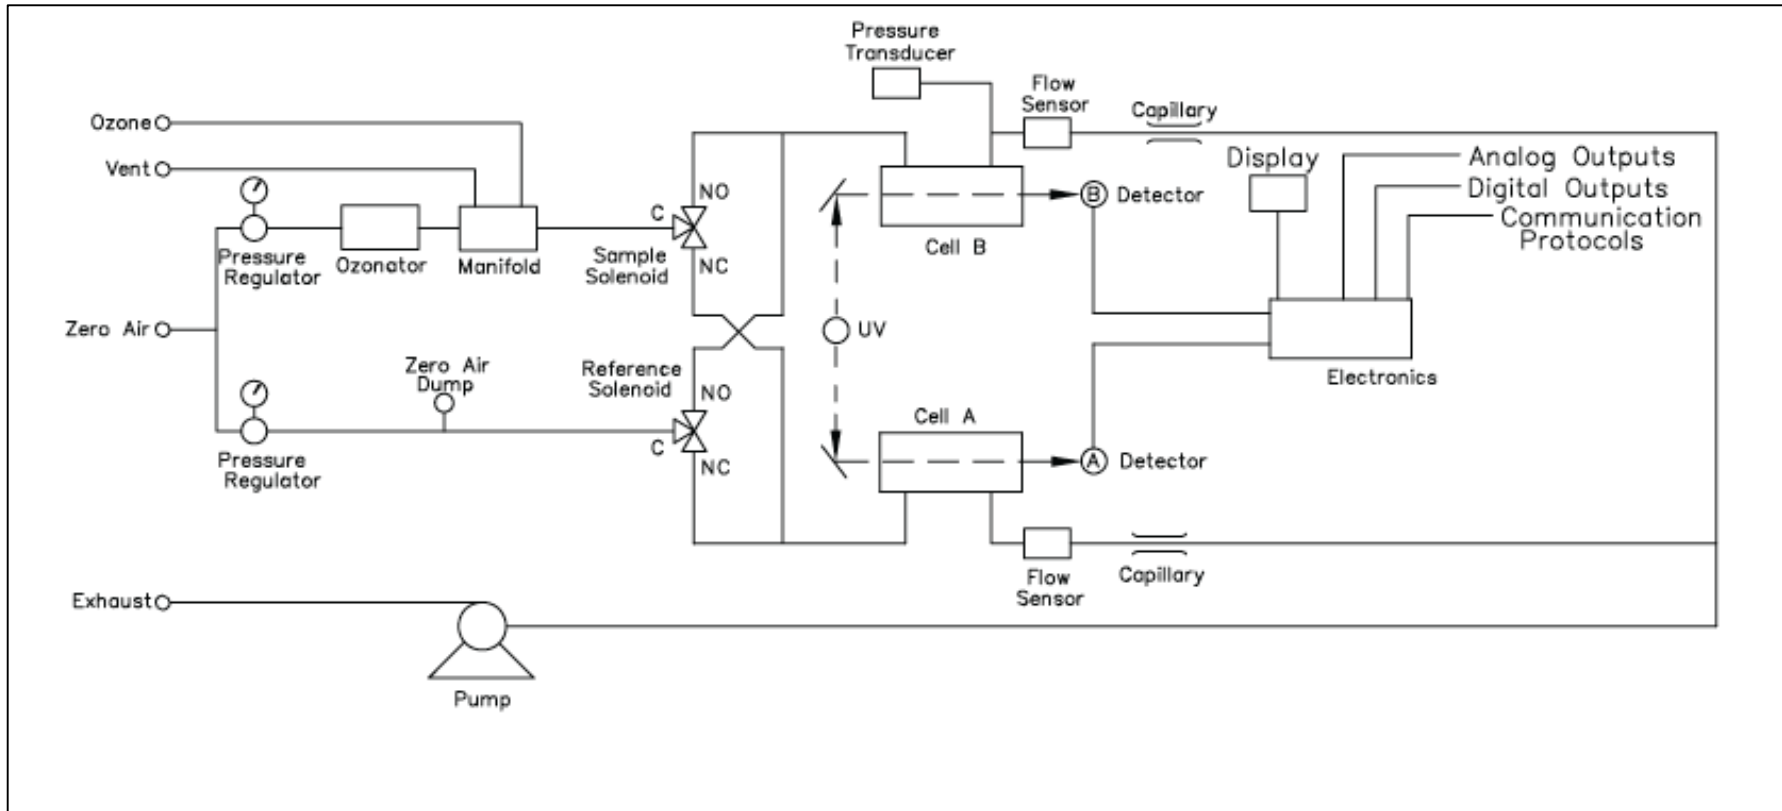 Pressure
Transducer
Flow
Sensor
Capillary
Ozone
Vent
Display
Analog Outputs
Digital Outputs
Communication
Protocols
NO
C
B
Detector
Pressure
Regulator
Ozonator
Manifold
Sample
Solenoid
NC
Cell B
Zero Air
UV
Electronics
Zero Air
Dump
Reference
Solenoid
NO
C
NC
Cell A
A
Detector
Pressure
Regulator
Flow
Sensor
Capillary
Exhaust
Pump